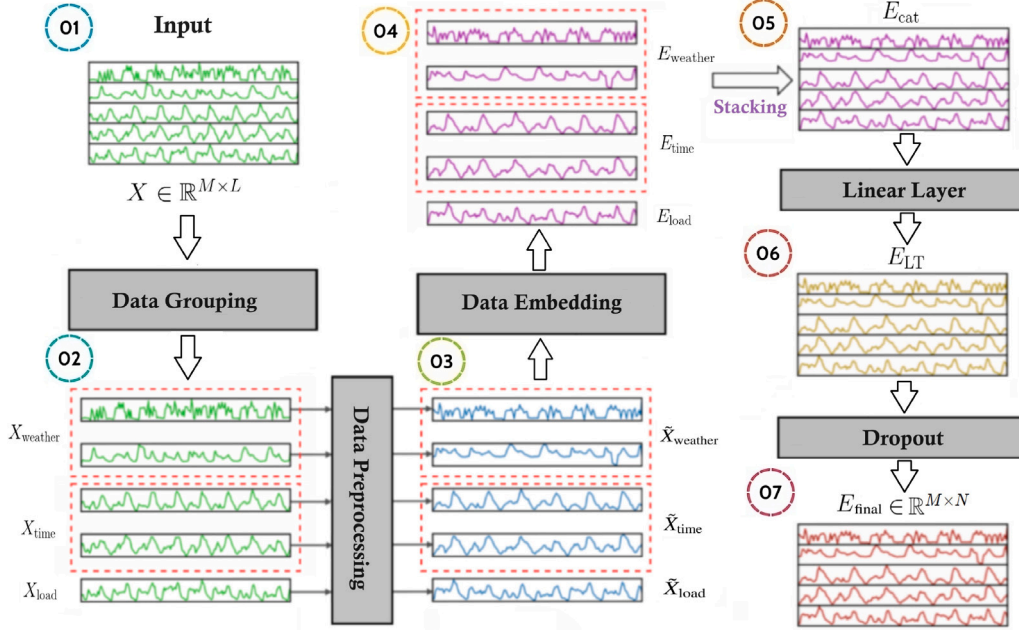 01
Input
X ∈ ℝ^{M×L}
Data Grouping
02
X_weather
X_time
X_load
Data Preprocessing
03
X̃_weather
X̃_time
X̃_load
Data Embedding
04
E_weather
E_time
E_load
Stacking
05
E_cat
Linear Layer
06
E_LT
Dropout
07
E_final ∈ ℝ^{M×N}